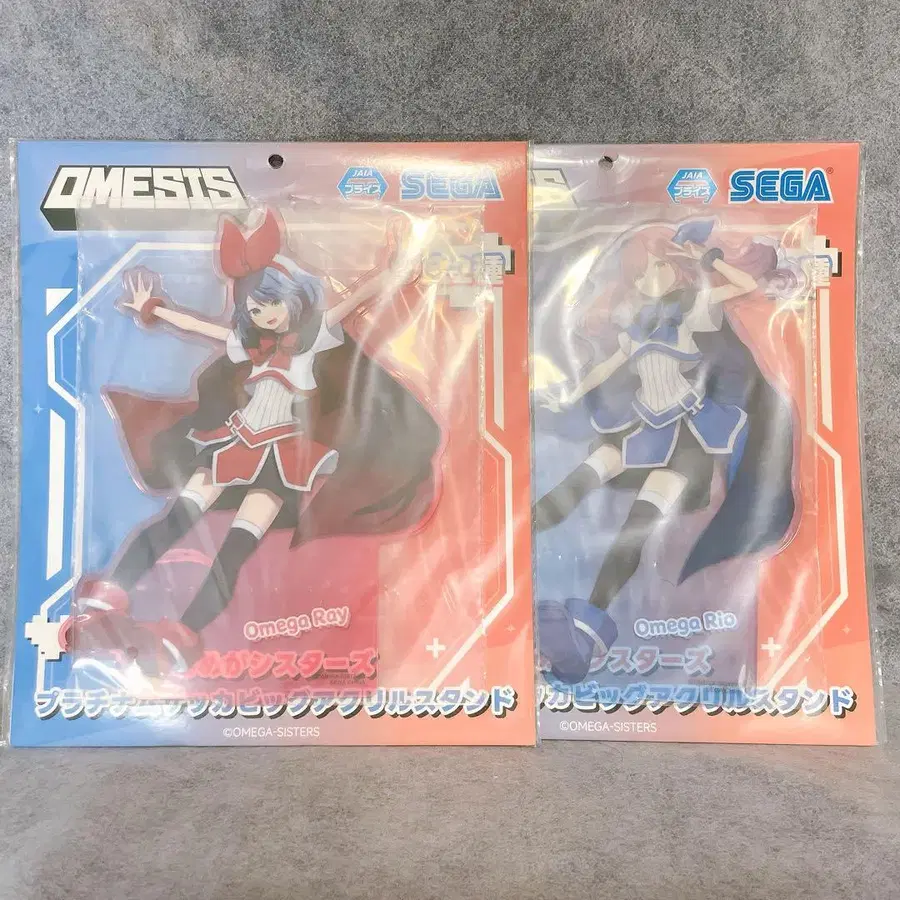 OMESIS
JAIA
プライズ
SEGA
種
Omega Ray
めがシスターズ
プラチナ ッカビッグアクリルスタンド
©OMEGA-SISTERS
JAIA
プライズ
SEGA®
種
Omega Rio
シスターズ
カビッグアクリルスタンド
©OMEGA-SISTERS